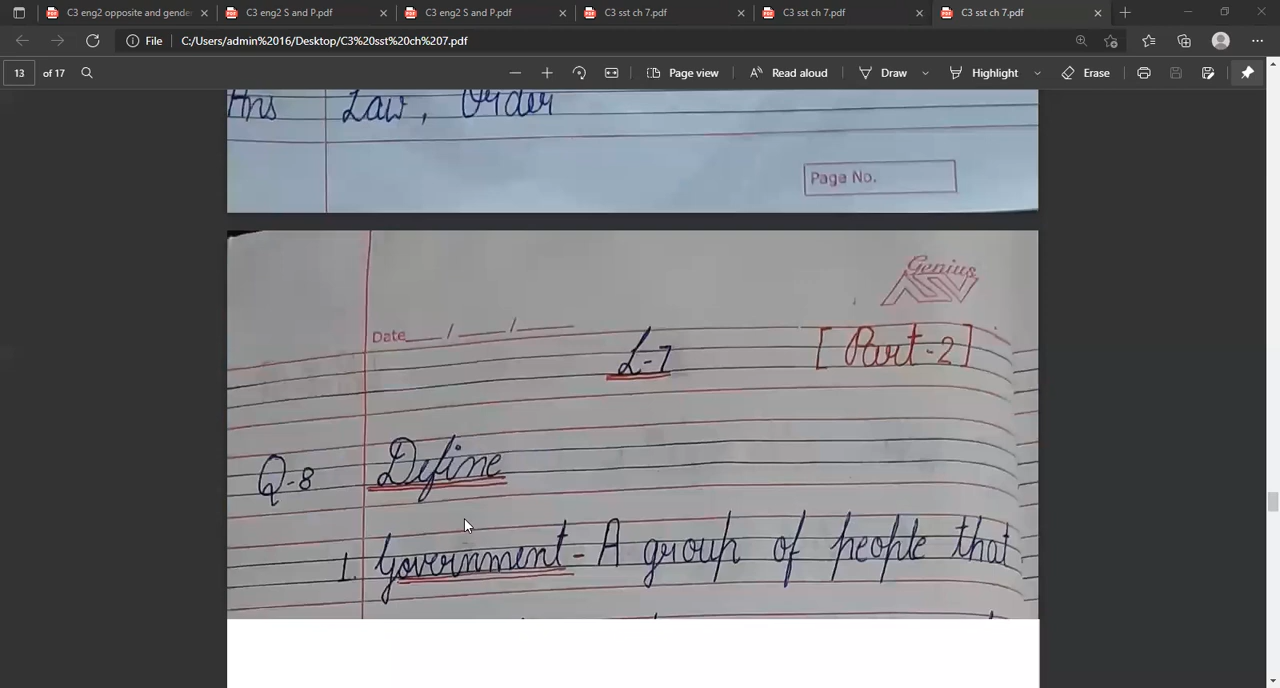 C3 eng2 opposite and gende
C3 eng2 S and P.pdf
C3 eng2 S and P.pdf
C3 sst ch 7.pdf
C3 sst ch 7.pdf
C3 sst ch 7.pdf
File
C:/Users/admin%2016/Desktop/C3%20sst%20ch%207.pdf
13 of 17
Page view
Read aloud
Draw
Highlight
Erase
Ans Law, Order
Page No.
Genius
Date___/___/___
L-7
[Part-2]
Q-8 Define
1. Government - A group of people that